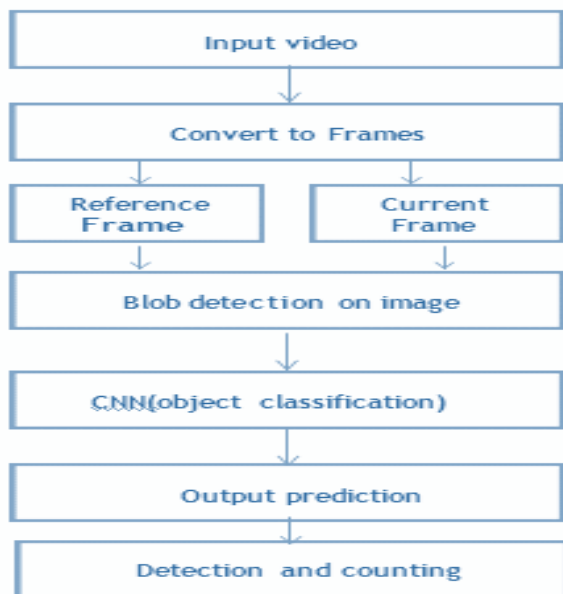 Input video
Convert to Frames
Reference
Frame
Current
Frame
Blob detection on image
CNN(object classification)
Output prediction
Detection and counting